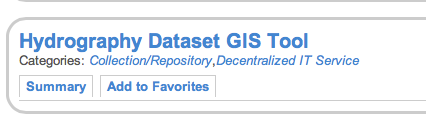 Hydrography Dataset GIS Tool
Categories: Collection/Repository,Decentralized IT Service
Summary Add to Favorites